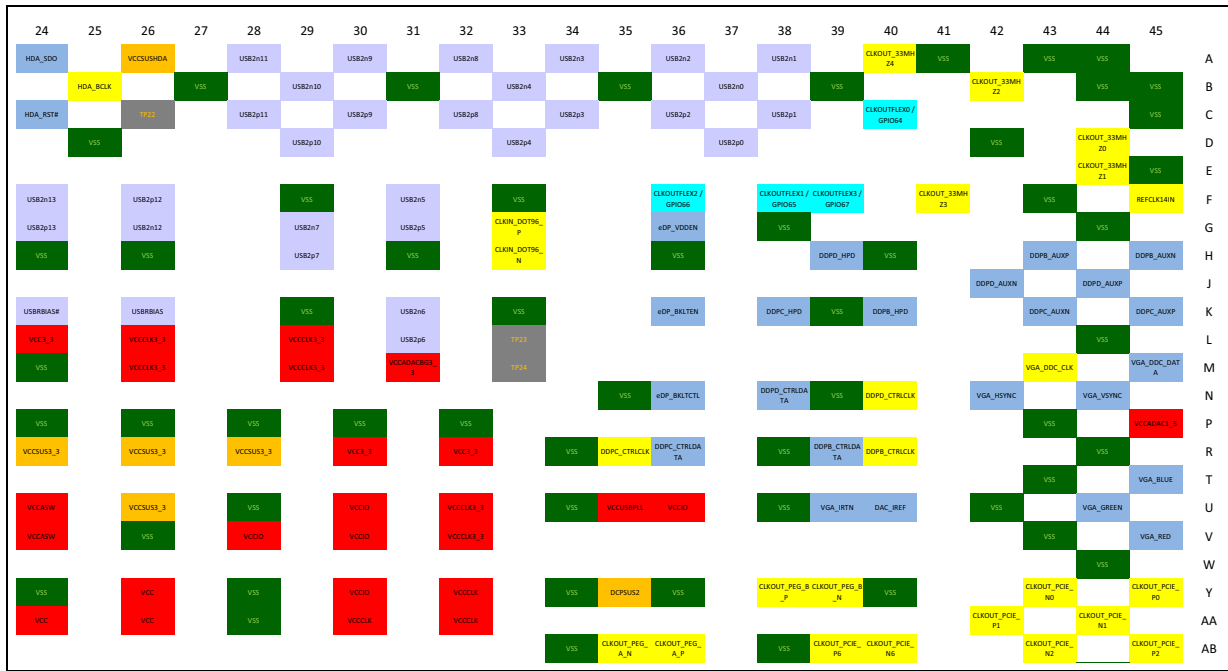 24 25 26 27 28 29 30 31 32 33 34 35 36 37 38 39 40 41 42 43 44 45
HDA_SDO VCCSUSHDA USB2n11 USB2n9 USB2n8 USB2n3 USB2n2 USB2n1 CLKOUT_33MHZ4 VSS VSS VSS A
HDA_BCLK VSS USB2n10 VSS USB2n4 VSS USB2n0 VSS CLKOUT_33MHZ2 VSS VSS B
HDA_RST# TP22 USB2p11 USB2p9 USB2p8 USB2p3 USB2p2 USB2p1 CLKOUTFLEX0 / GPIO64 VSS C
VSS USB2p10 USB2p4 USB2p0 VSS CLKOUT_33MHZ0 D
CLKOUT_33MHZ1 VSS E
USB2n13 USB2p12 VSS USB2n5 VSS CLKOUTFLEX2 / GPIO66 CLKOUTFLEX1 / GPIO65 CLKOUTFLEX3 / GPIO67 CLKOUT_33MHZ3 VSS REFCLK14IN F
USB2p13 USB2n12 USB2n7 USB2p5 CLKIN_DOT96_P eDP_VDDEN VSS VSS G
VSS VSS USB2p7 VSS CLKIN_DOT96_N VSS DDPD_HPD VSS DDPB_AUXP DDPB_AUXN H
DDPD_AUXN DDPD_AUXP J
USBRBIAS# USBRBIAS VSS USB2n6 VSS eDP_BKLTEN DDPC_HPD VSS DDPB_HPD DDPC_AUXN DDPC_AUXP K
VCC3_3 VCCCLK3_3 VCCCLK3_3 USB2p6 TP23 VSS L
VSS VCCCLK3_3 VCCCLK3_3 VCCADACBG3_3 TP24 VGA_DDC_CLK VGA_DDC_DATA M
VSS eDP_BKLTCTL DDPD_CTRLDATA VSS DDPD_CTRLCLK VGA_HSYNC VGA_VSYNC N
VSS VSS VSS VSS VSS VSS VCCADAC1_5 P
VCCSUS3_3 VCCSUS3_3 VCCSUS3_3 VCC3_3 VCC3_3 VSS DDPC_CTRLCLK DDPC_CTRLDATA VSS DDPB_CTRLDATA DDPB_CTRLCLK VSS R
VSS VGA_BLUE T
VCCASW VCCSUS3_3 VSS VCCIO VCCCLK3_3 VSS VCCUSBPLL VCCIO VSS VGA_IRTN DAC_IREF VSS VGA_GREEN U
VCCASW VSS VCCIO VCCIO VCCCLK3_3 VSS VGA_RED V
VSS W
VSS VCC VSS VCCIO VCCCLK VSS DCPSUS2 VSS CLKOUT_PEG_B_P CLKOUT_PEG_B_N VSS CLKOUT_PCIE_N0 CLKOUT_PCIE_P0 Y
VCC VCC VSS VCCCLK VCCCLK CLKOUT_PCIE_P1 CLKOUT_PCIE_N1 AA
VSS CLKOUT_PEG_A_N CLKOUT_PEG_A_P VSS CLKOUT_PCIE_P6 CLKOUT_PCIE_N6 CLKOUT_PCIE_N2 CLKOUT_PCIE_P2 AB